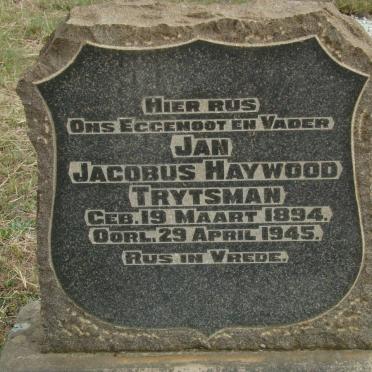 HIER RUS
ONS EGGENOOT EN VADER
JAN
JACOBUS HAYWOOD
TRYTSMAN
GEB. 19 MAART 1894.
OORL. 29 APRIL 1945.
RUS IN VREDE.